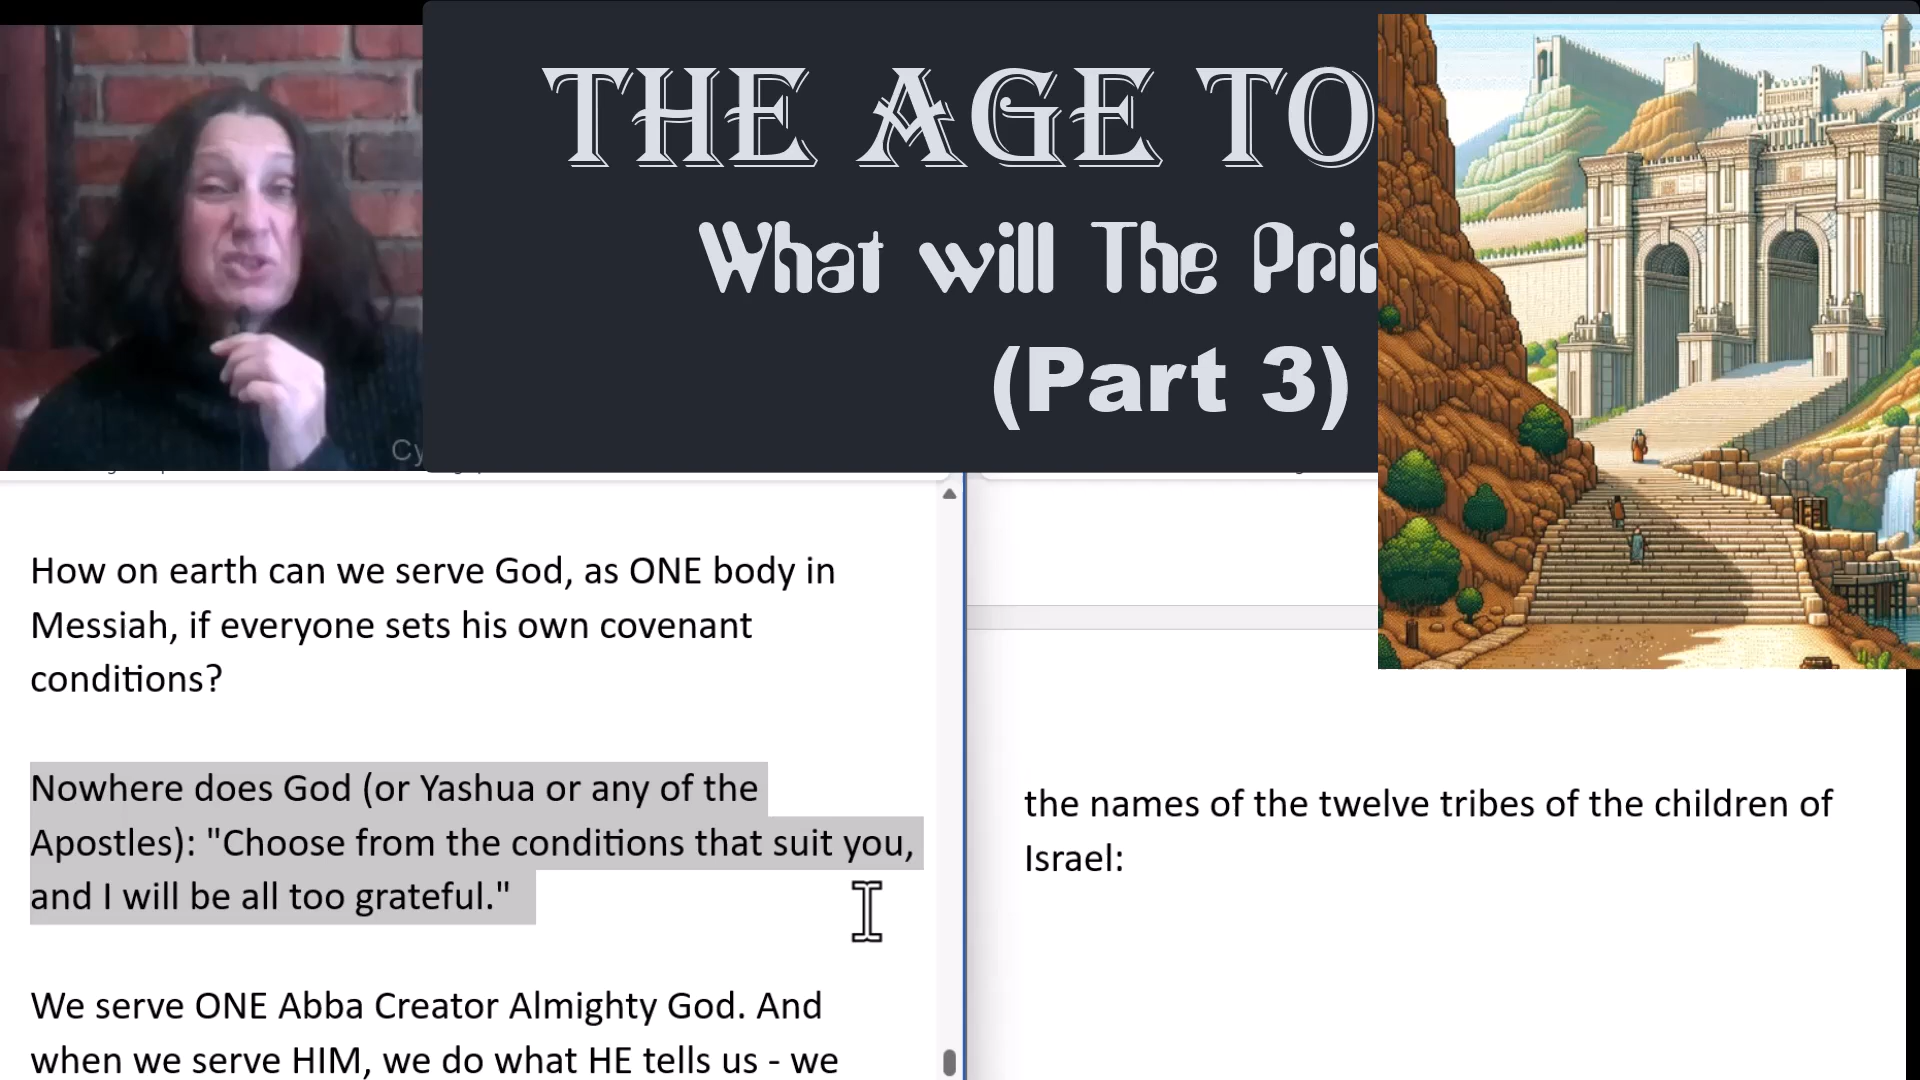 THE AGE TO
What will The Prin
(Part 3)
Cy
How on earth can we serve God, as ONE body in
Messiah, if everyone sets his own covenant
conditions?
Nowhere does God (or Yashua or any of the
Apostles): "Choose from the conditions that suit you,
and I will be all too grateful."
We serve ONE Abba Creator Almighty God. And
when we serve HIM, we do what HE tells us - we
the names of the twelve tribes of the children of
Israel: